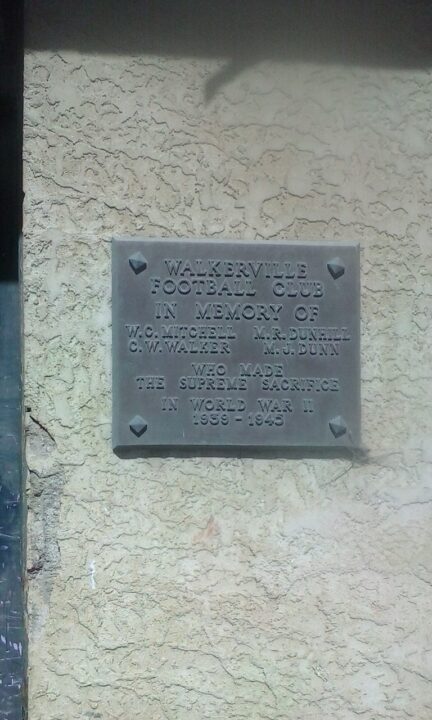 WALKERVILLE
FOOTBALL CLUB
IN MEMORY OF
W.C. MITCHELL M.R. DUNHILL
C.W. WALKER M.J. DUNN
WHO MADE
THE SUPREME SACRIFICE
IN WORLD WAR II
1939 - 1945